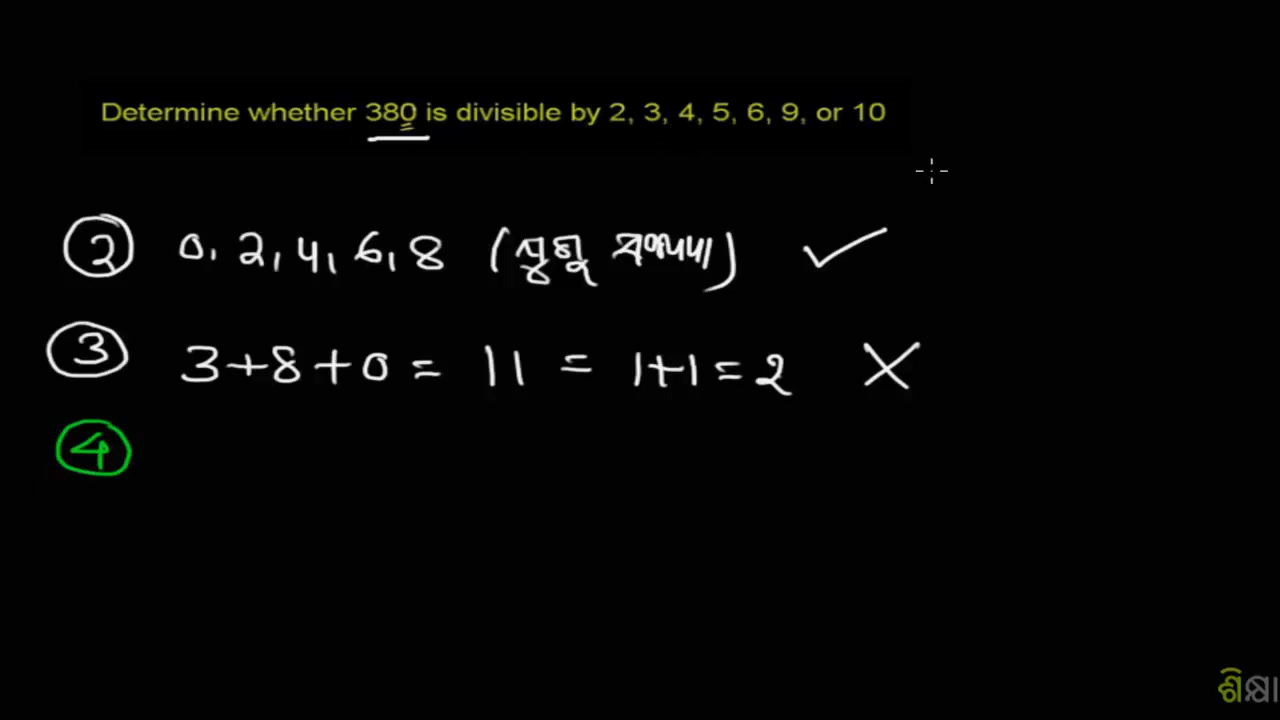 Determine whether 380 is divisible by 2, 3, 4, 5, 6, 9, or 10
2 0, 2, 4, 6, 8 (ଯୁଗ୍ମ ସଂଖ୍ୟା) ✓
3 3+8+0 = 11 = 1+1 = 2 X
4
ଶିକ୍ଷା